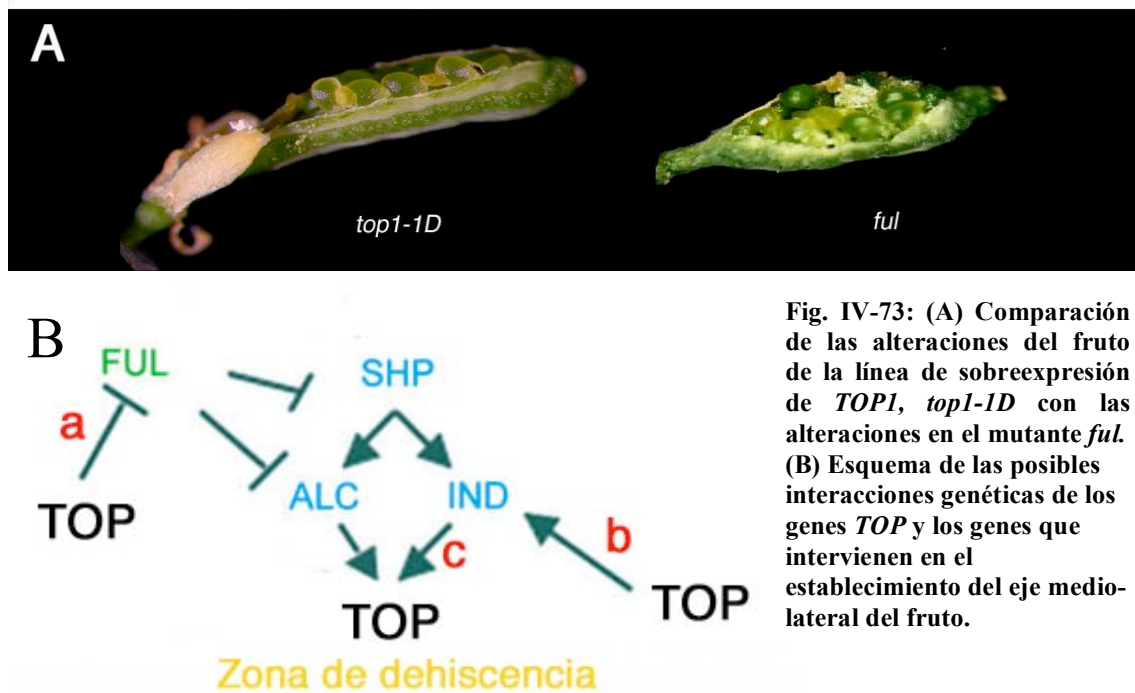 A
top1-1D
ful
B
FUL
SHP
a
ALC
IND
b
TOP
c
TOP
TOP
Zona de dehiscencia
Fig. IV-73: (A) Comparación
de las alteraciones del fruto
de la línea de sobreexpresión
de TOP1, top1-1D con las
alteraciones en el mutante ful.
(B) Esquema de las posibles
interacciones genéticas de los
genes TOP y los genes que
intervienen en el
establecimiento del eje medio-
lateral del fruto.